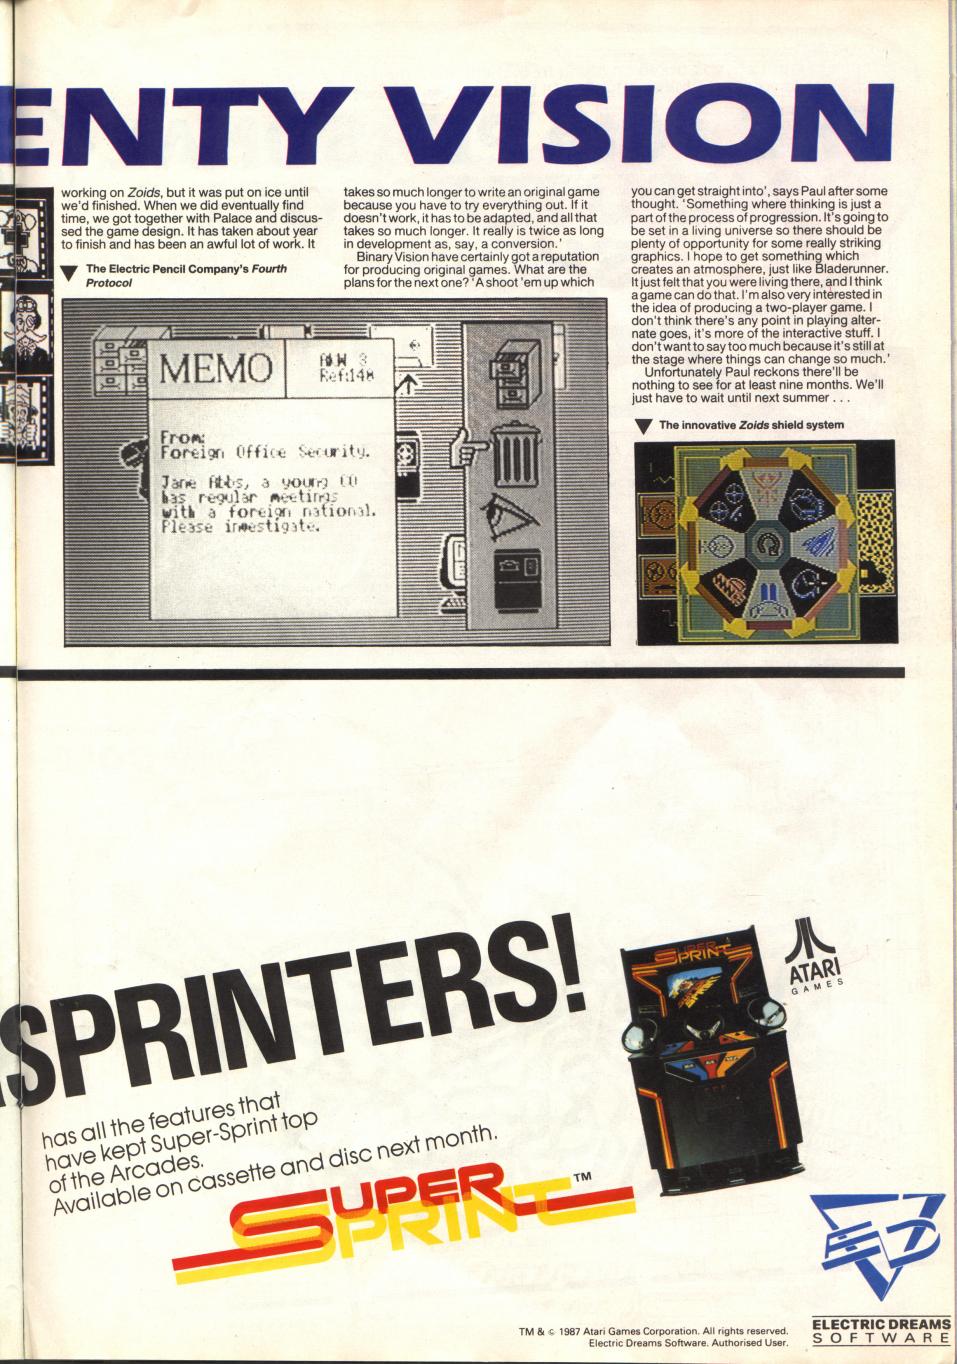 ENTY VISION
working on Zoids, but it was put on ice until
we'd finished. When we did eventually find
time, we got together with Palace and discus-
sed the game design. It has taken about year
to finish and has been an awful lot of work. It
The Electric Pencil Company's Fourth
Protocol
takes so much longer to write an original game
because you have to try everything out. If it
doesn't work, it has to be adapted, and all that
takes so much longer. It really is twice as long
in development as, say, a conversion.'
Binary Vision have certainly got a reputation
for producing original games. What are the
plans for the next one? 'A shoot 'em up which
you can get straight into', says Paul after some
thought. 'Something where thinking is just a
part of the process of progression. It's going to
be set in a living universe so there should be
plenty of opportunity for some really striking
graphics. I hope to get something which
creates an atmosphere, just like Bladerunner.
It just felt that you were living there, and I think
a game can do that. I'm also very interested in
the idea of producing a two-player game. I
don't think there's any point in playing alter-
nate goes, it's more of the interactive stuff. I
don't want to say too much because it's still at
the stage where things can change so much.'
Unfortunately Paul reckons there'll be
nothing to see for at least nine months. We'll
just have to wait until next summer . . .
The innovative Zoids shield system
MEMO
3
Ref:148
From:
Foreign Office Security.
Jane, a young CO
has regular meetings
with a foreign national.
Please investigate.
SPRINTERS!
has all the features that
have kept Super-Sprint top
of the Arcades.
Available on cassette and disc next month.
SUPER
SPRINT™
SUPER
SPRINT
ATARI
GAMES
ELECTRIC DREAMS
SOFTWARE
TM & © 1987 Atari Games Corporation. All rights reserved.
Electric Dreams Software. Authorised User.